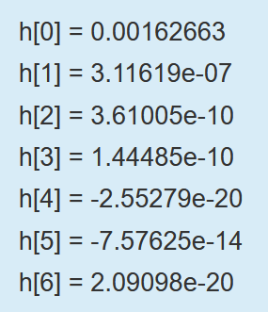 h[0] = 0.00162663
h[1] = 3.11619e-07
h[2] = 3.61005e-10
h[3] = 1.44485e-10
h[4] = -2.55279e-20
h[5] = -7.57625e-14
h[6] = 2.09098e-20